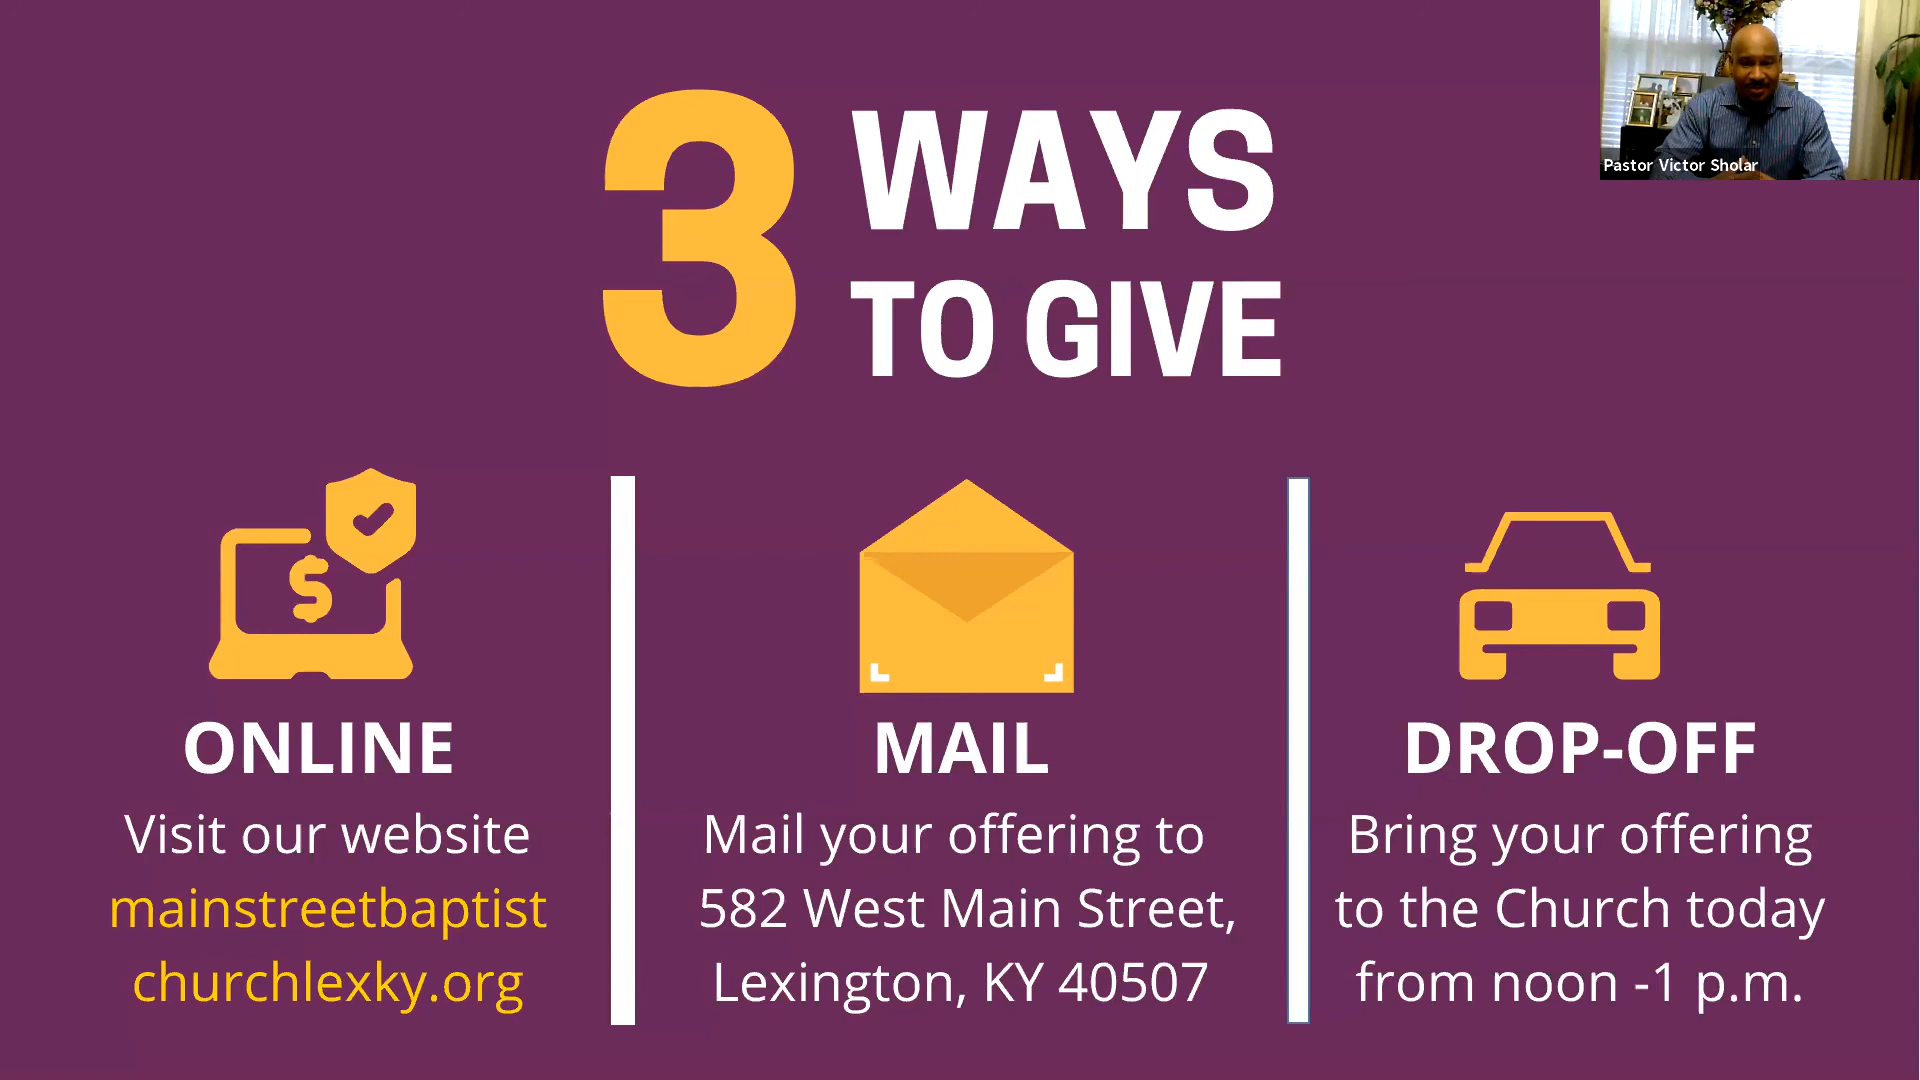 3 WAYS
TO GIVE
Pastor Victor Sholar
$
ONLINE
Visit our website
mainstreetbaptist
churchlexky.org
MAIL
Mail your offering to
582 West Main Street,
Lexington, KY 40507
DROP-OFF
Bring your offering
to the Church today
from noon -1 p.m.